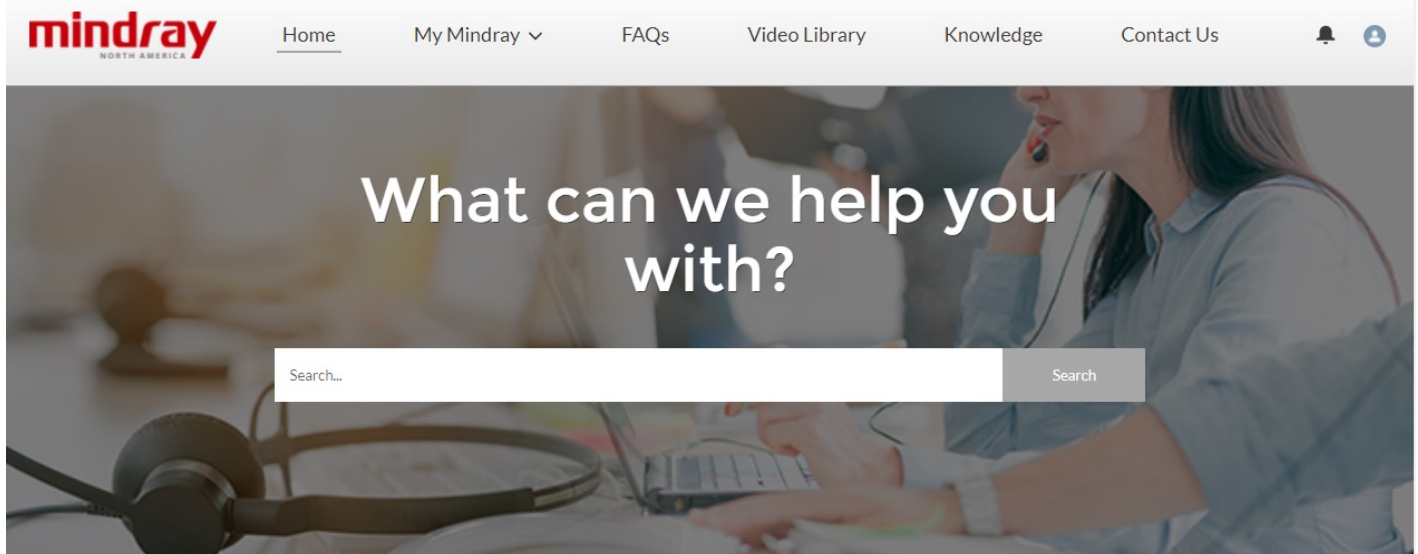 mindray
NORTH AMERICA
Home
My Mindray
FAQs
Video Library
Knowledge
Contact Us
What can we help you
with?
Search...
Search